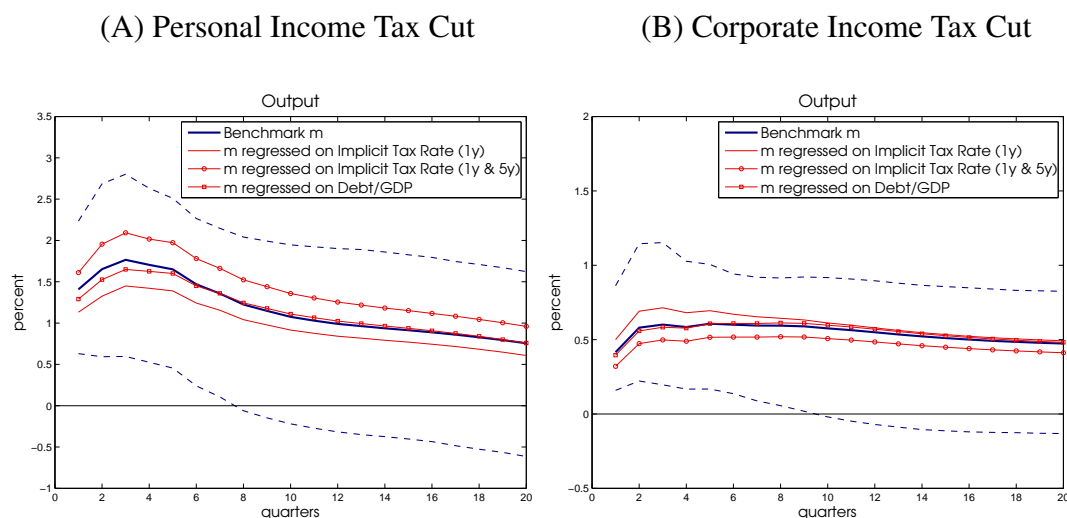 (A) Personal Income Tax Cut
Output
3.5
3
2.5
2
1.5
1
0.5
0
−0.5
−1
percent
Benchmark m
m regressed on Implicit Tax Rate (1y)
m regressed on Implicit Tax Rate (1y & 5y)
m regressed on Debt/GDP
0 2 4 6 8 10 12 14 16 18 20
quarters
(B) Corporate Income Tax Cut
Output
2
1.5
1
0.5
0
−0.5
percent
Benchmark m
m regressed on Implicit Tax Rate (1y)
m regressed on Implicit Tax Rate (1y & 5y)
m regressed on Debt/GDP
0 2 4 6 8 10 12 14 16 18 20
quarters